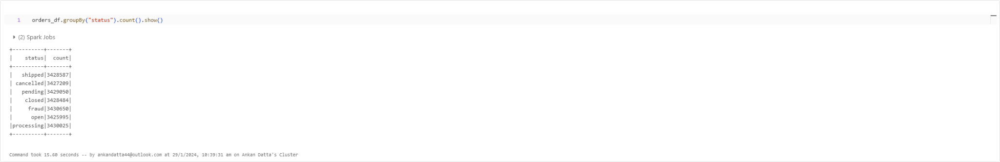 1 orders_df.groupBy("status").count().show()
(2) Spark Jobs
+----------+-------+
|    status|  count|
+----------+-------+
|   shipped|3428587|
| cancelled|3427209|
|   pending|3429050|
|    closed|3428484|
|     fraud|3430650|
|      open|3425995|
|processing|3430025|
+----------+-------+
Command took 15.60 seconds -- by ankandatta44@outlook.com at 29/1/2024, 10:39:31 am on Ankan Datta's Cluster